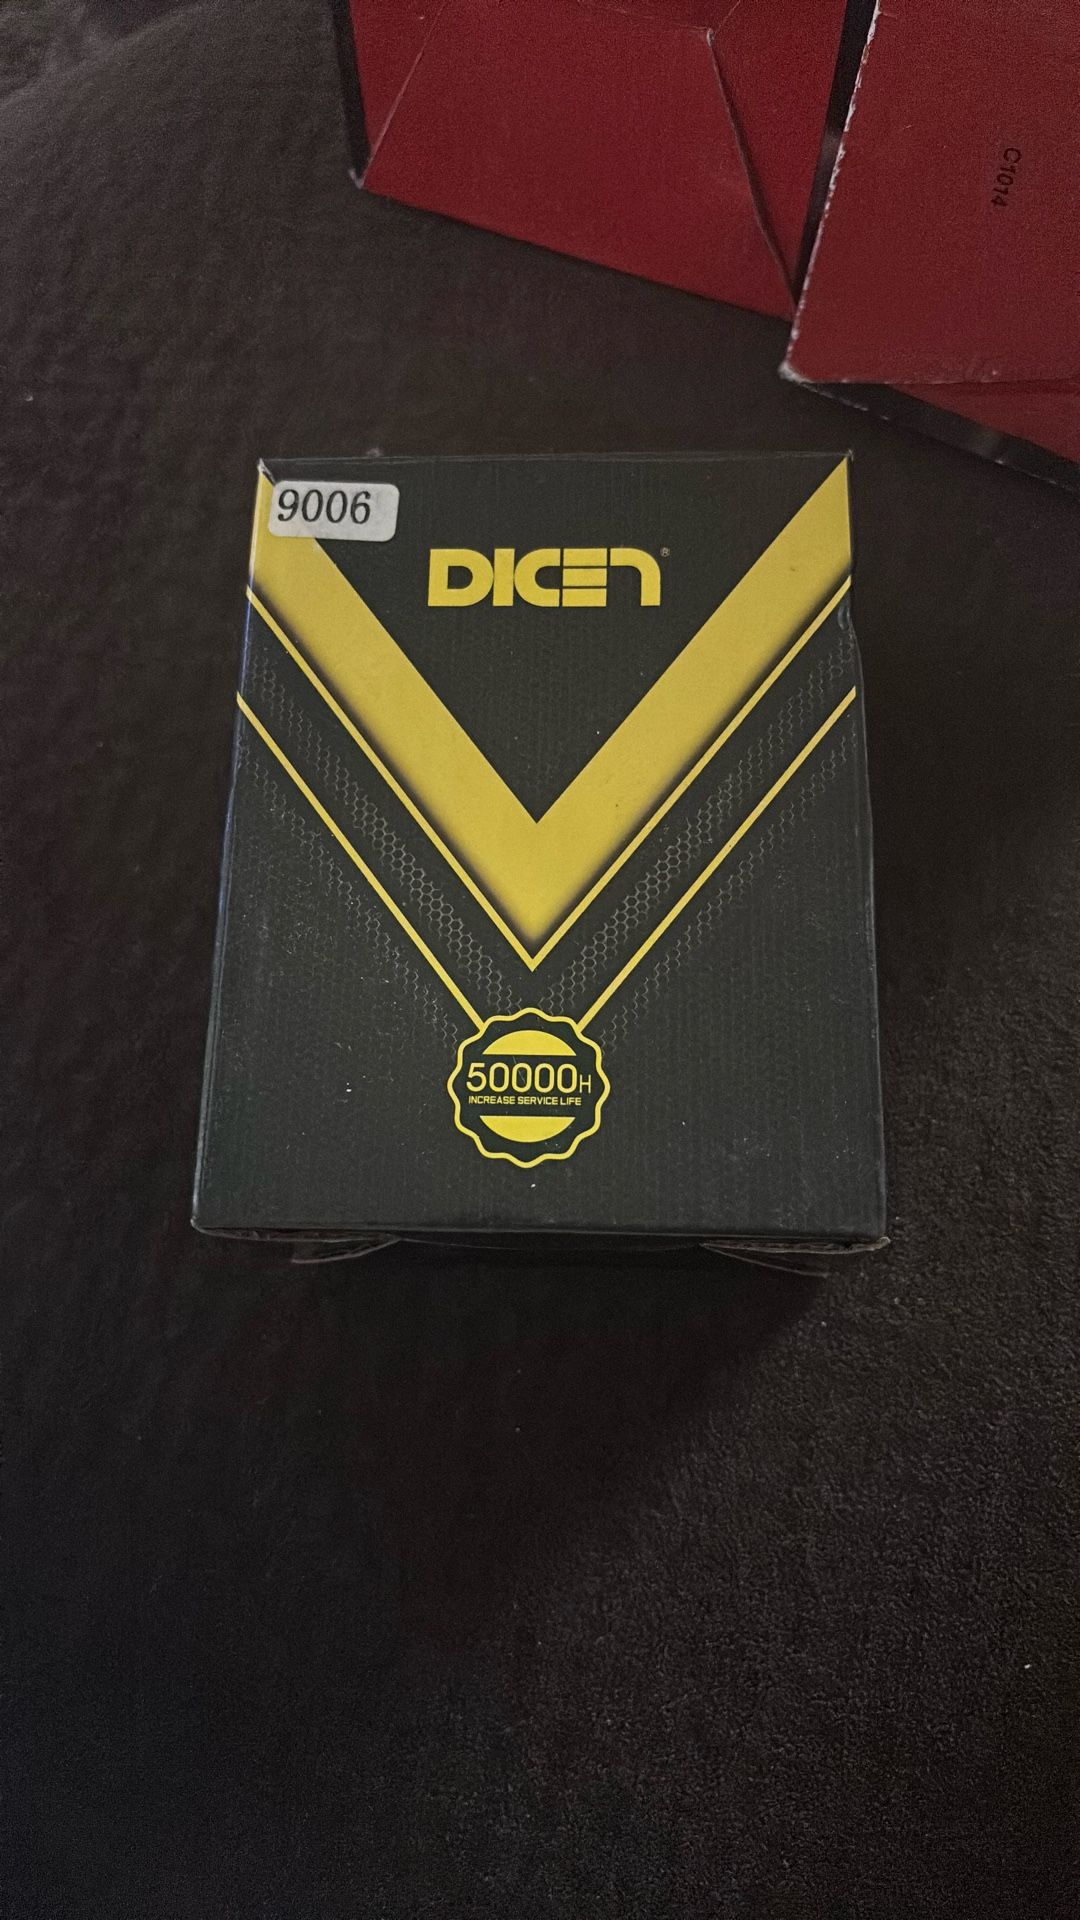 C1014
9006
DICEN®
50000H
INCREASE SERVICE LIFE